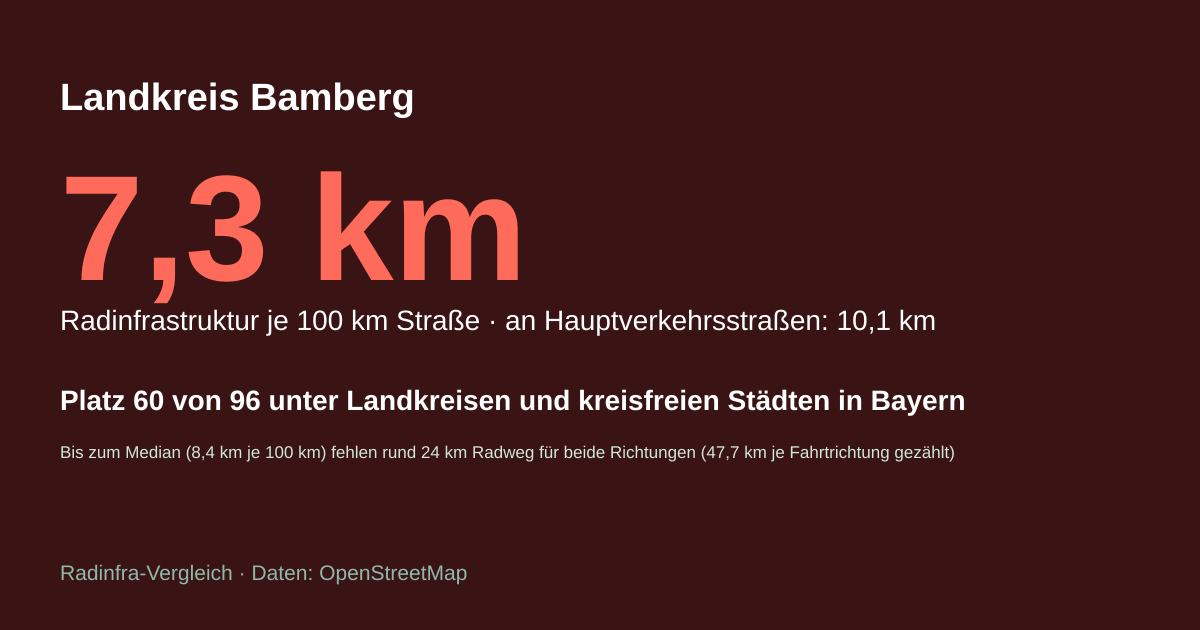 Landkreis Bamberg
7,3 km
Radinfrastruktur je 100 km Straße · an Hauptverkehrsstraßen: 10,1 km
Platz 60 von 96 unter Landkreisen und kreisfreien Städten in Bayern
Bis zum Median (8,4 km je 100 km) fehlen rund 24 km Radweg für beide Richtungen (47,7 km je Fahrtrichtung gezählt)
Radinfra-Vergleich · Daten: OpenStreetMap